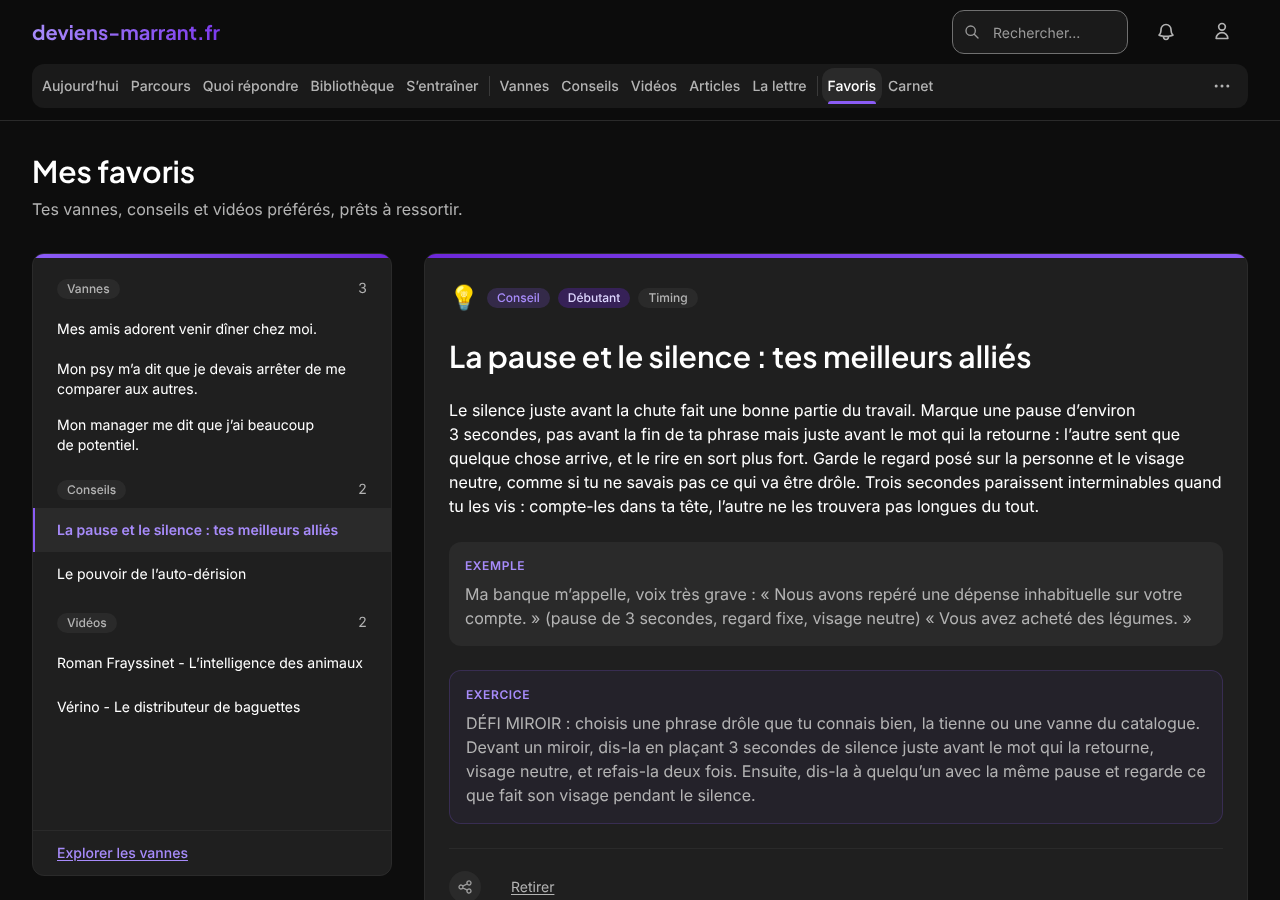 deviens-marrant.fr
Rechercher...
Aujourd’hui Parcours Quoi répondre Bibliothèque S’entraîner Vannes Conseils Vidéos Articles La lettre Favoris Carnet
Mes favoris
Tes vannes, conseils et vidéos préférés, prêts à ressortir.
Vannes 3
Mes amis adorent venir dîner chez moi.
Mon psy m’a dit que je devais arrêter de me
comparer aux autres.
Mon manager me dit que j’ai beaucoup
de potentiel.
Conseils 2
La pause et le silence : tes meilleurs alliés
Le pouvoir de l’auto-dérision
Vidéos 2
Roman Frayssinet - L’intelligence des animaux
Vérino - Le distributeur de baguettes
Explorer les vannes
Conseil Débutant Timing
La pause et le silence : tes meilleurs alliés
Le silence juste avant la chute fait une bonne partie du travail. Marque une pause d’environ
3 secondes, pas avant la fin de ta phrase mais juste avant le mot qui la retourne : l’autre sent que
quelque chose arrive, et le rire en sort plus fort. Garde le regard posé sur la personne et le visage
neutre, comme si tu ne savais pas ce qui va être drôle. Trois secondes paraissent interminables quand
tu les vis : compte-les dans ta tête, l’autre ne les trouvera pas longues du tout.
EXEMPLE
Ma banque m’appelle, voix très grave : « Nous avons repéré une dépense inhabituelle sur votre
compte. » (pause de 3 secondes, regard fixe, visage neutre) « Vous avez acheté des légumes. »
EXERCICE
DÉFI MIROIR : choisis une phrase drôle que tu connais bien, la tienne ou une vanne du catalogue.
Devant un miroir, dis-la en plaçant 3 secondes de silence juste avant le mot qui la retourne,
visage neutre, et refais-la deux fois. Ensuite, dis-la à quelqu’un avec la même pause et regarde ce
que fait son visage pendant le silence.
Retirer